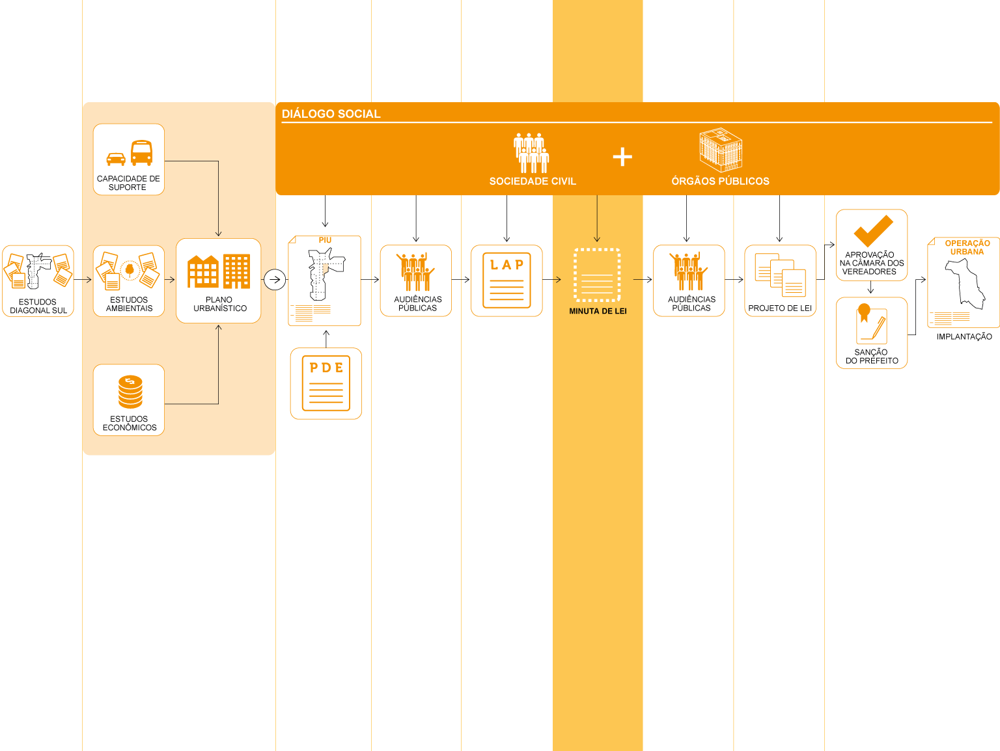 DIÁLOGO SOCIAL
SOCIEDADE CIVIL
+
ÓRGÃOS PÚBLICOS
CAPACIDADE DE
SUPORTE
ESTUDOS
DIAGONAL SUL
ESTUDOS
AMBIENTAIS
PLANO
URBANÍSTICO
ESTUDOS
ECONÔMICOS
PIU
PDE
AUDIÊNCIAS
PÚBLICAS
LAP
MINUTA DE LEI
AUDIÊNCIAS
PÚBLICAS
PROJETO DE LEI
APROVAÇÃO
NA CÂMARA DOS
VEREADORES
SANÇÃO
DO PREFEITO
OPERAÇÃO
URBANA
IMPLANTAÇÃO